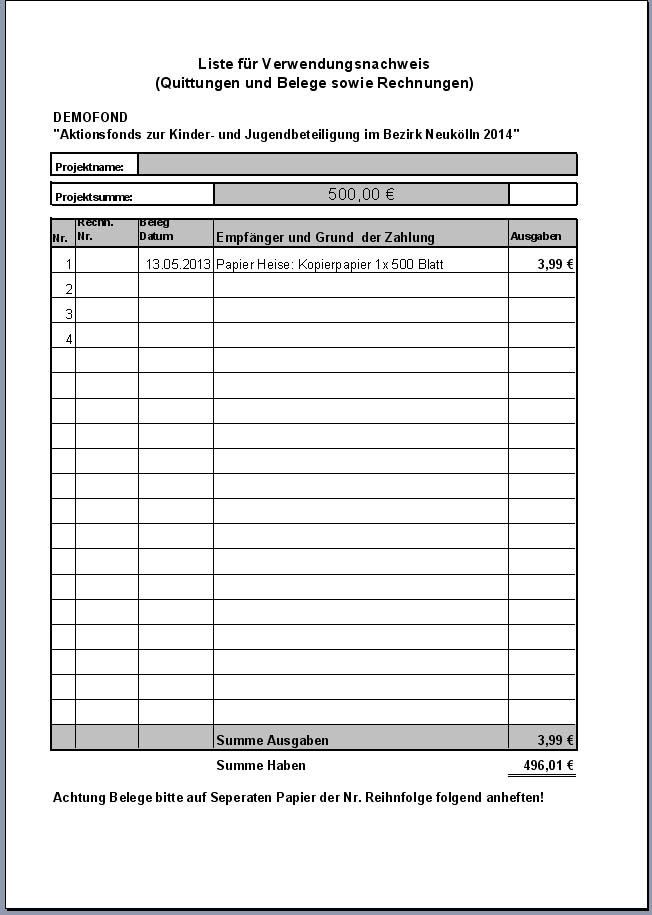 Liste für Verwendungsnachweis
(Quittungen und Belege sowie Rechnungen)
DEMOFOND
"Aktionsfonds zur Kinder- und Jugendbeteiligung im Bezirk Neukölln 2014"
Projektname:
Projektsumme: 500,00 €
Nr. Rechn. Nr. Beleg Datum Empfänger und Grund der Zahlung Ausgaben
1 13.05.2013 Papier Heise: Kopierpapier 1x 500 Blatt 3,99 €
2
3
4
Summe Ausgaben 3,99 €
Summe Haben 496,01 €
Achtung Belege bitte auf Seperaten Papier der Nr. Reihnfolge folgend anheften!